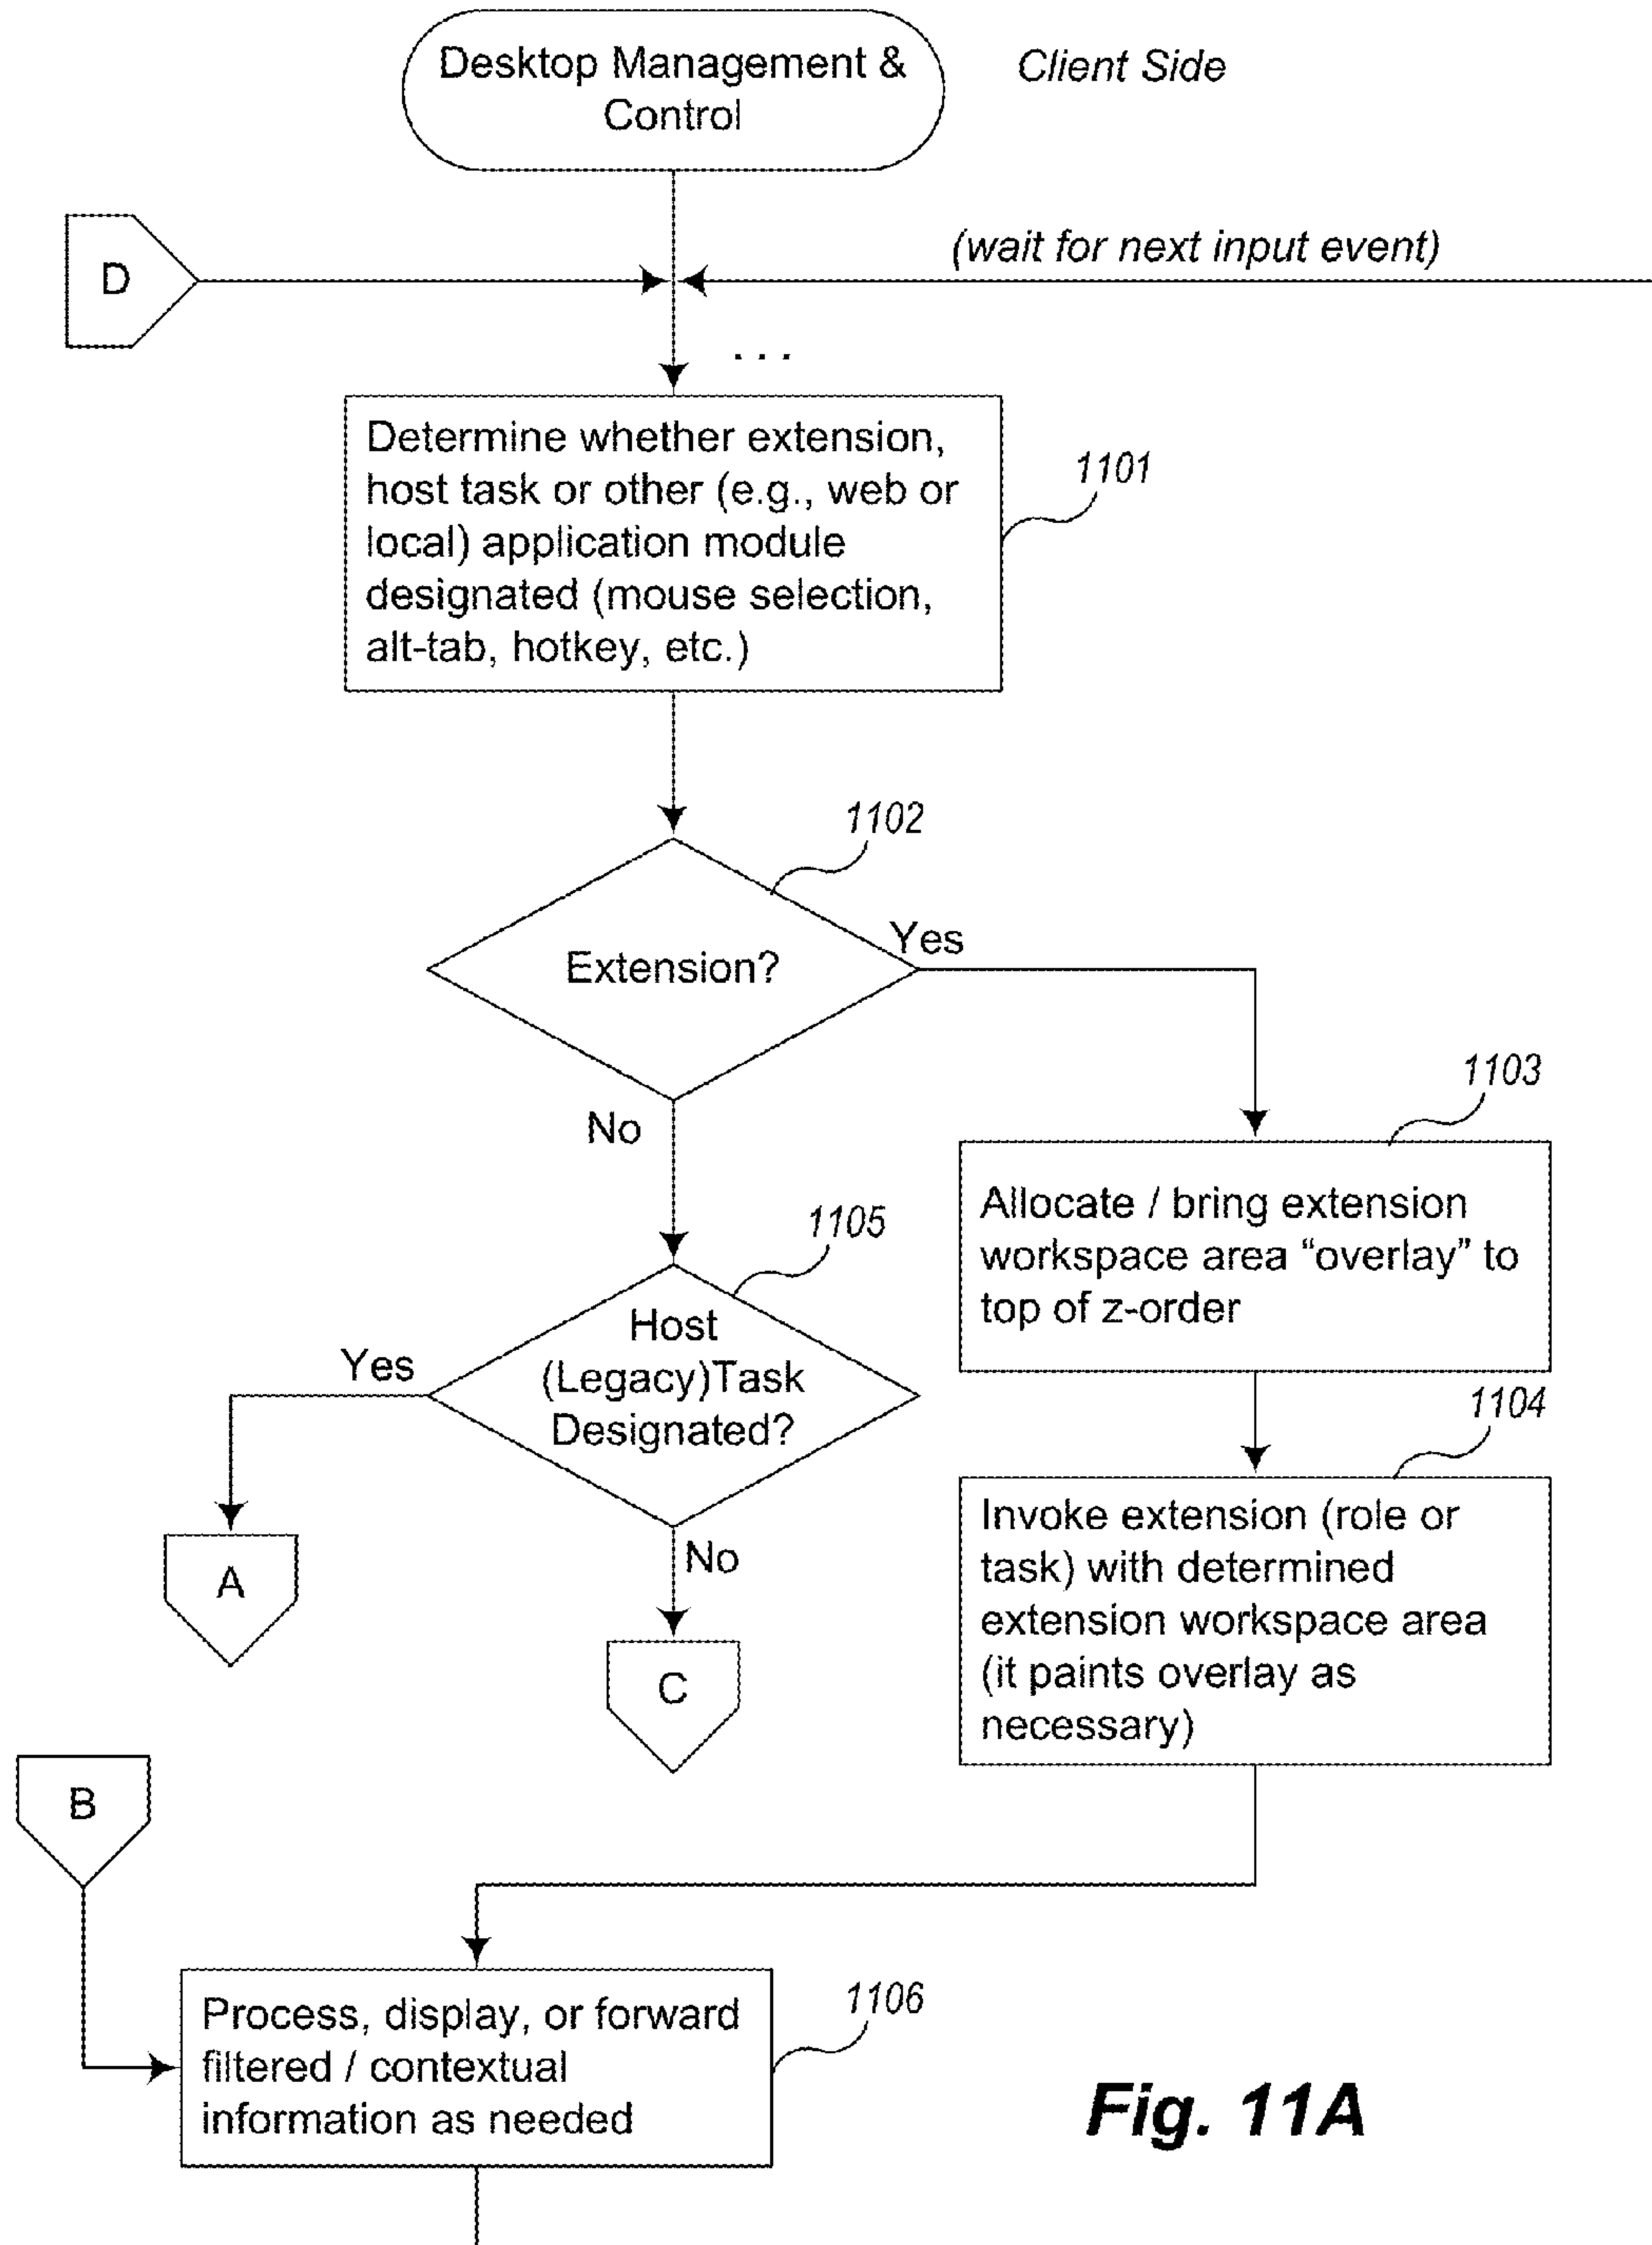 Desktop Management &
Control
Client Side
D
(wait for next input event)
. . .
Determine whether extension,
host task or other (e.g., web or
local) application module
designated (mouse selection,
alt-tab, hotkey, etc.)
1101
1102
Extension?
Yes
No
1103
Allocate / bring extension
workspace area “overlay” to
top of z-order
1105
Host
(Legacy)Task
Designated?
Yes
No
A
C
1104
Invoke extension (role or
task) with determined
extension workspace area
(it paints overlay as
necessary)
B
Process, display, or forward
filtered / contextual
information as needed
1106
Fig. 11A